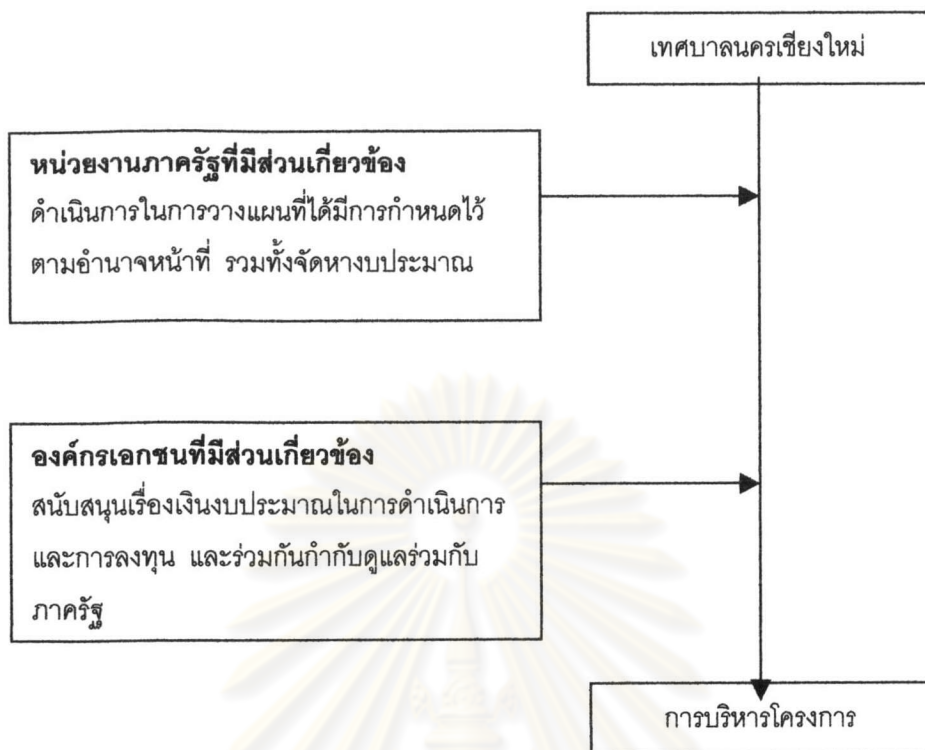 เทศบาลนครเชียงใหม่
หน่วยงานภาครัฐที่มีส่วนเกี่ยวข้อง
ดำเนินการในการวางแผนที่ได้มีการกำหนดไว้
ตามอำนาจหน้าที่ รวมทั้งจัดหางบประมาณ
องค์กรเอกชนที่มีส่วนเกี่ยวข้อง
สนับสนุนเรื่องเงินงบประมาณในการดำเนินการ
และการลงทุน และร่วมกันกำกับดูแลร่วมกับ
ภาครัฐ
การบริหารโครงการ